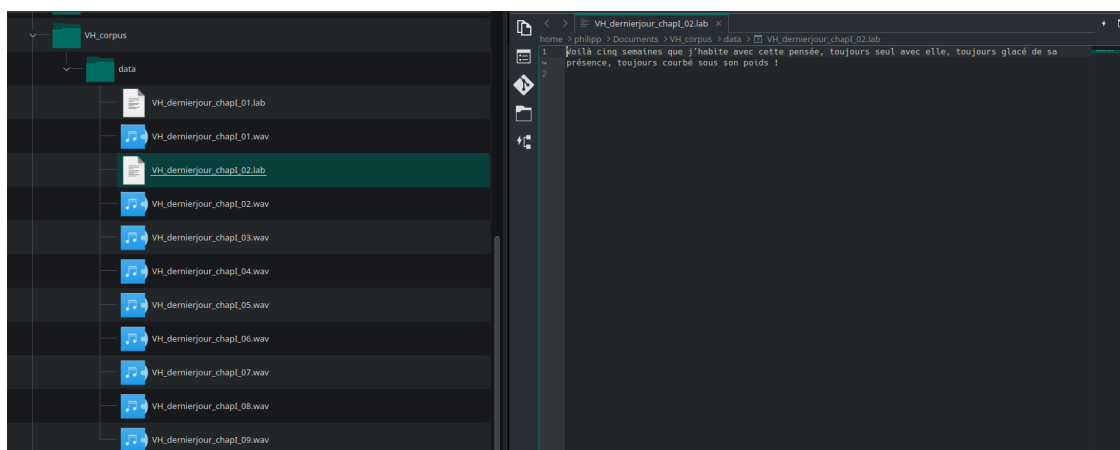 VH_corpus
data
VH_dernierjour_chapI_01.lab
VH_dernierjour_chapI_01.wav
VH_dernierjour_chapI_02.lab
VH_dernierjour_chapI_02.wav
VH_dernierjour_chapI_03.wav
VH_dernierjour_chapI_04.wav
VH_dernierjour_chapI_05.wav
VH_dernierjour_chapI_06.wav
VH_dernierjour_chapI_07.wav
VH_dernierjour_chapI_08.wav
VH_dernierjour_chapI_09.wav
VH_dernierjour_chapI_02.lab
home > philipp > Documents > VH_corpus > data > VH_dernierjour_chapI_02.lab
1 Voilà cinq semaines que j’habite avec cette pensée, toujours seul avec elle, toujours glacé de sa
présence, toujours courbé sous son poids !
2